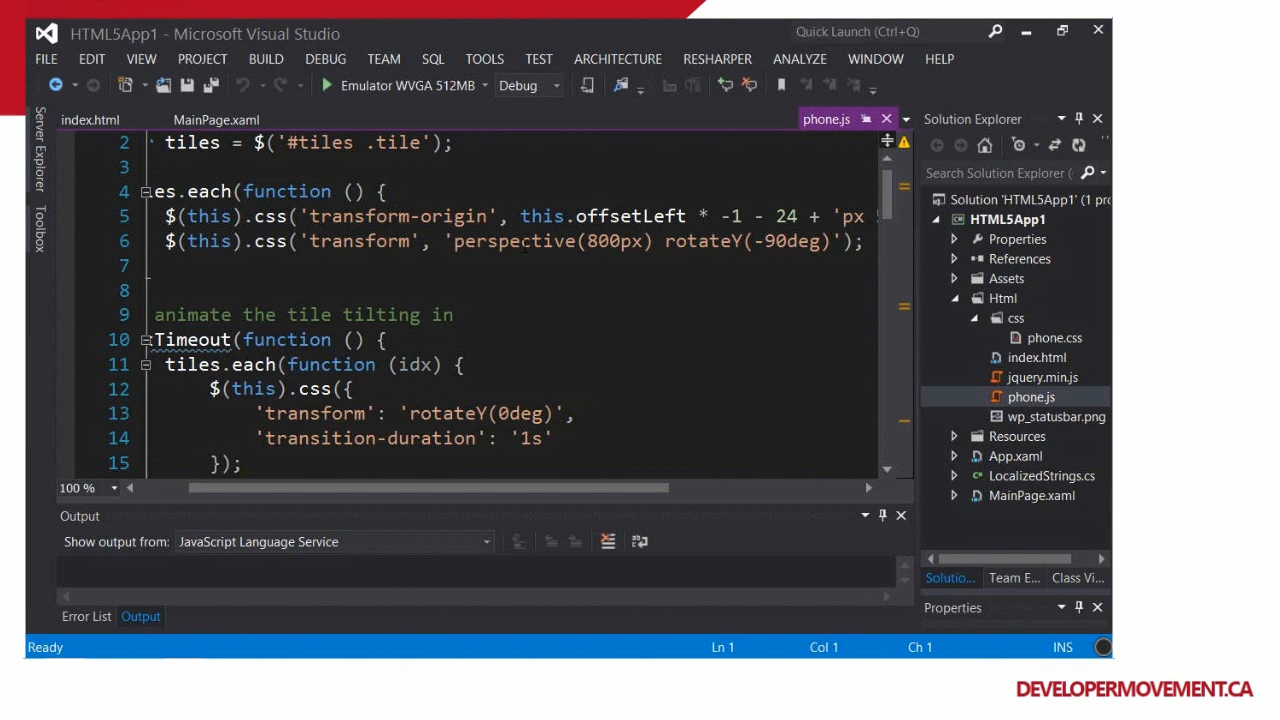 HTML5App1 - Microsoft Visual Studio
Quick Launch (Ctrl+Q)
FILE EDIT VIEW PROJECT BUILD DEBUG TEAM SQL TOOLS TEST ARCHITECTURE RESHARPER ANALYZE WINDOW HELP
Emulator WVGA 512MB Debug
Server Explorer
Toolbox
index.html MainPage.xaml phone.js
2 tiles = $('#tiles .tile');
3
4 es.each(function () {
5 $(this).css('transform-origin', this.offsetLeft * -1 - 24 + 'px
6 $(this).css('transform', 'perspective(800px) rotateY(-90deg)');
7
8
9 animate the tile tilting in
10 Timeout(function () {
11 tiles.each(function (idx) {
12 $(this).css({
13 'transform': 'rotateY(0deg)',
14 'transition-duration': '1s'
15 });
100 %
Output
Show output from: JavaScript Language Service
Error List Output
Solution Explorer
Search Solution Explorer (
Solution 'HTML5App1' (1 pro
HTML5App1
Properties
References
Assets
Html
css
phone.css
index.html
jquery.min.js
phone.js
wp_statusbar.png
Resources
App.xaml
LocalizedStrings.cs
MainPage.xaml
Solutio... Team E... Class Vi...
Properties
Ready Ln 1 Col 1 Ch 1 INS
DEVELOPERMOVEMENT.CA